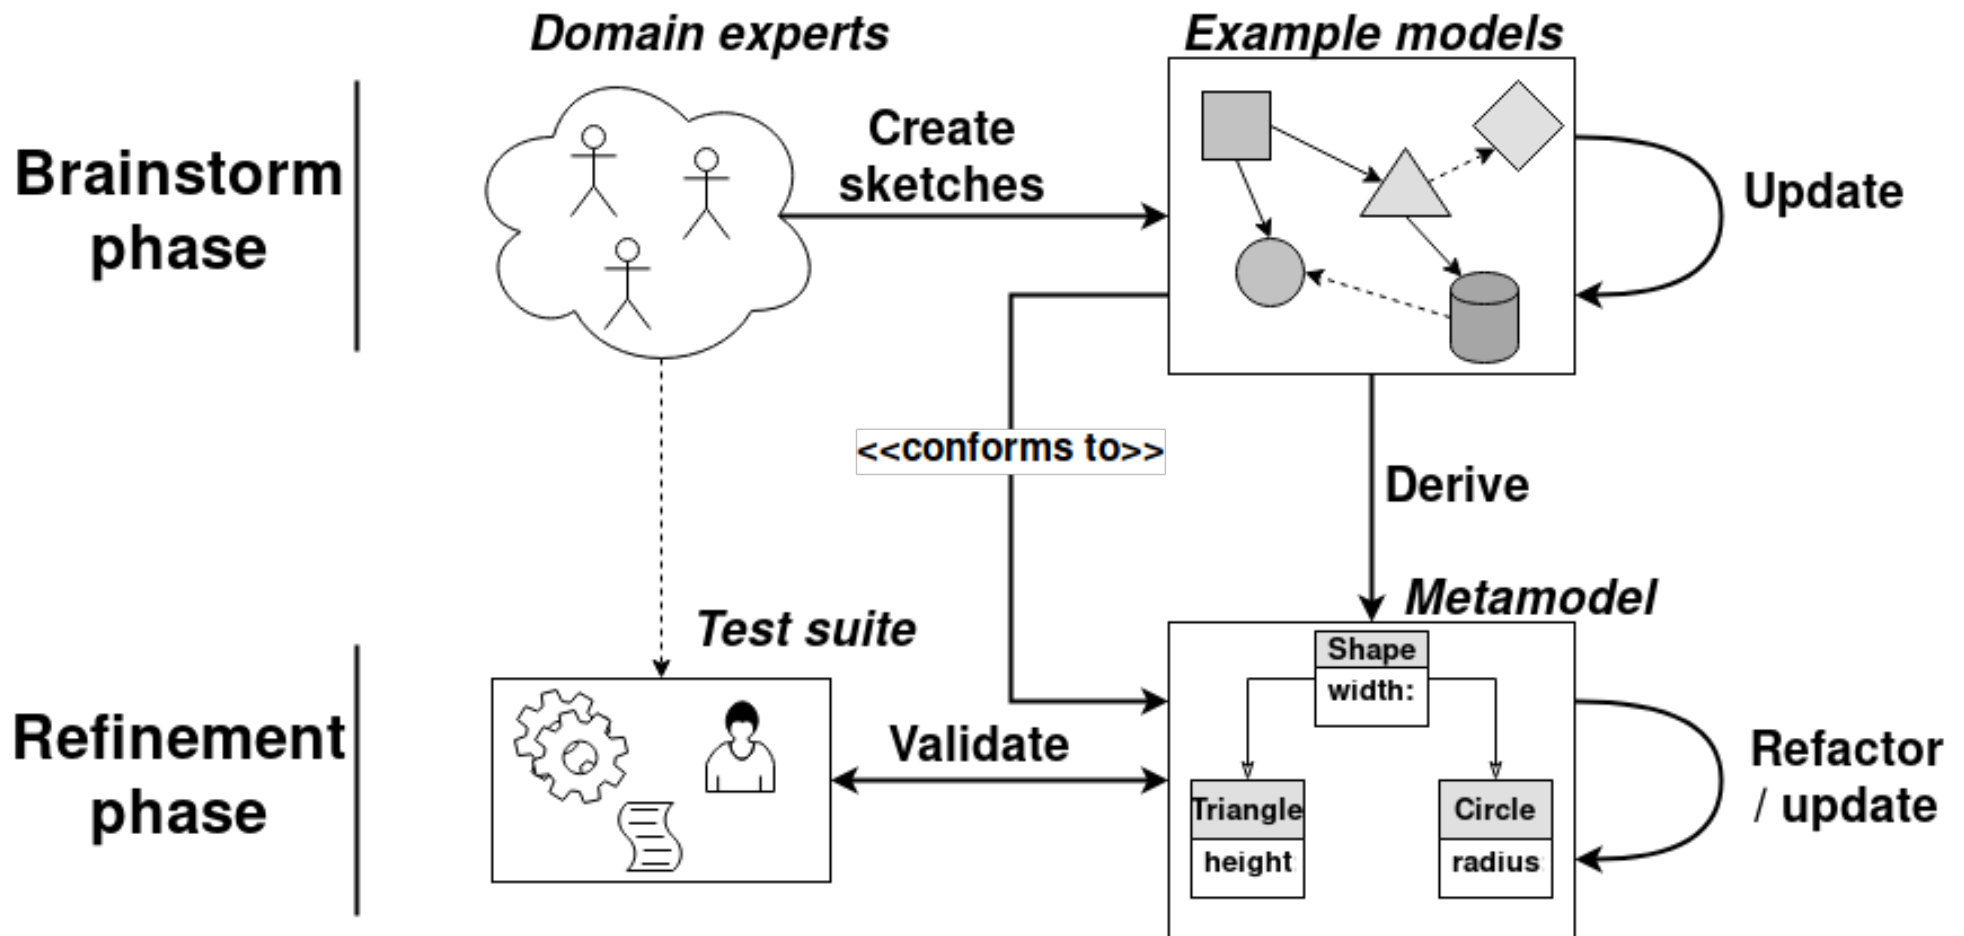 Domain experts
Example models
Brainstorm
phase
Create
sketches
Update
<<conforms to>>
Derive
Refinement
phase
Test suite
Validate
Metamodel
Shape
width:
Triangle
height:
Circle
radius:
Refactor
/ update